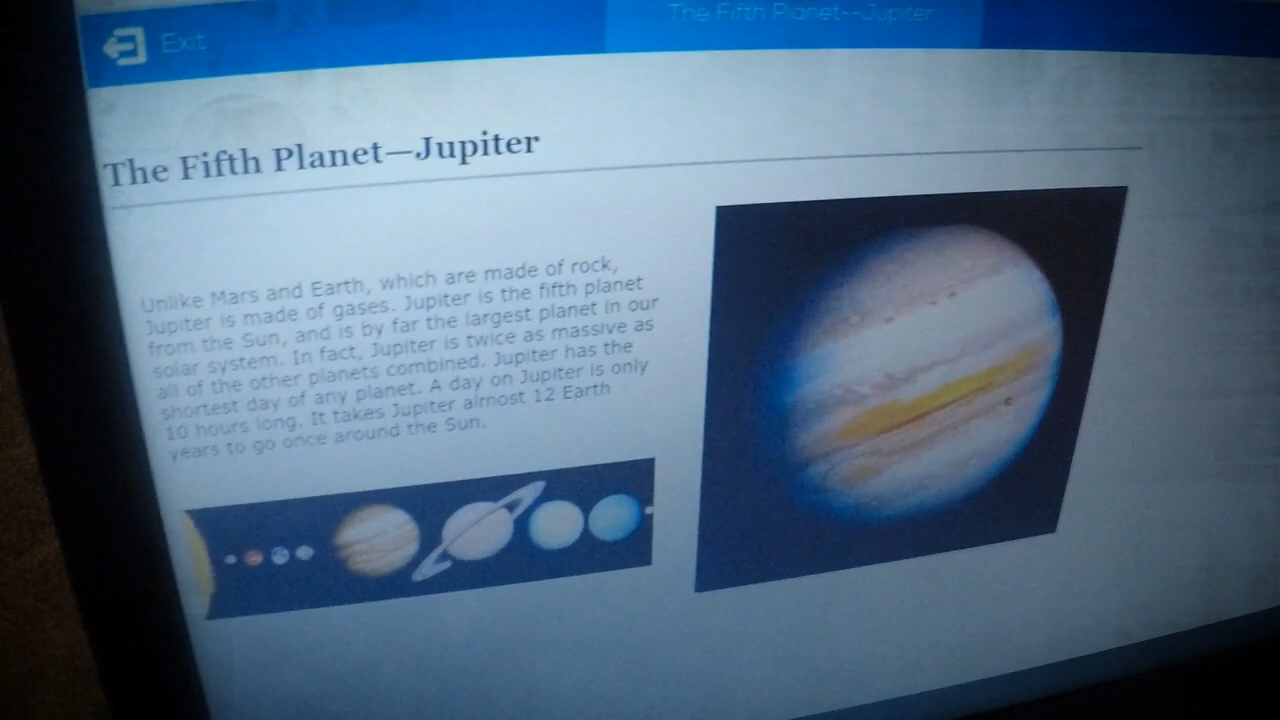 Exit
The Fifth Planet--Jupiter
The Fifth Planet—Jupiter
Unlike Mars and Earth, which are made of rock,
Jupiter is made of gases. Jupiter is the fifth planet
from the Sun, and is by far the largest planet in our
solar system. In fact, Jupiter is twice as massive as
all of the other planets combined. Jupiter has the
shortest day of any planet. A day on Jupiter is only
10 hours long. It takes Jupiter almost 12 Earth
years to go once around the Sun.